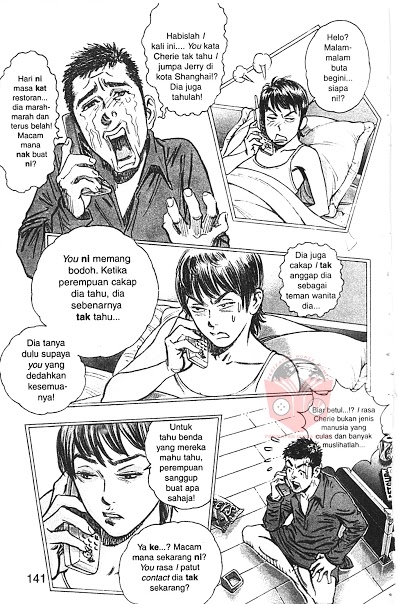 Helo?
Malam-
malam
buta
begini...
siapa
ni!?
Habislah I
kali ini.... You kata
Cherie tak tahu I
jumpa Jerry di
kota Shanghai!?
Dia juga
tahulah!
Hari ni
masa kat
restoran...
dia marah-
marah dan
terus belah!
Macam
mana
nak buat
ni?
You ni memang
bodoh. Ketika
perempuan cakap
dia tahu, dia
sebenarnya
tak tahu...
Dia juga
cakap I tak
anggap dia
sebagai
teman wanita
dia...
Dia tanya
dulu supaya
you yang
dedahkan
kesemua-
nya!
Biar betul...!? I rasa
Cherie bukan jenis
manusia yang
culas dan banyak
muslihatlah...
Untuk
tahu benda
yang mereka
mahu tahu,
perempuan
sanggup
buat apa
sahaja!
Ya ke...? Macam
mana sekarang ni?
You rasa I patut
contact dia tak
sekarang?
141